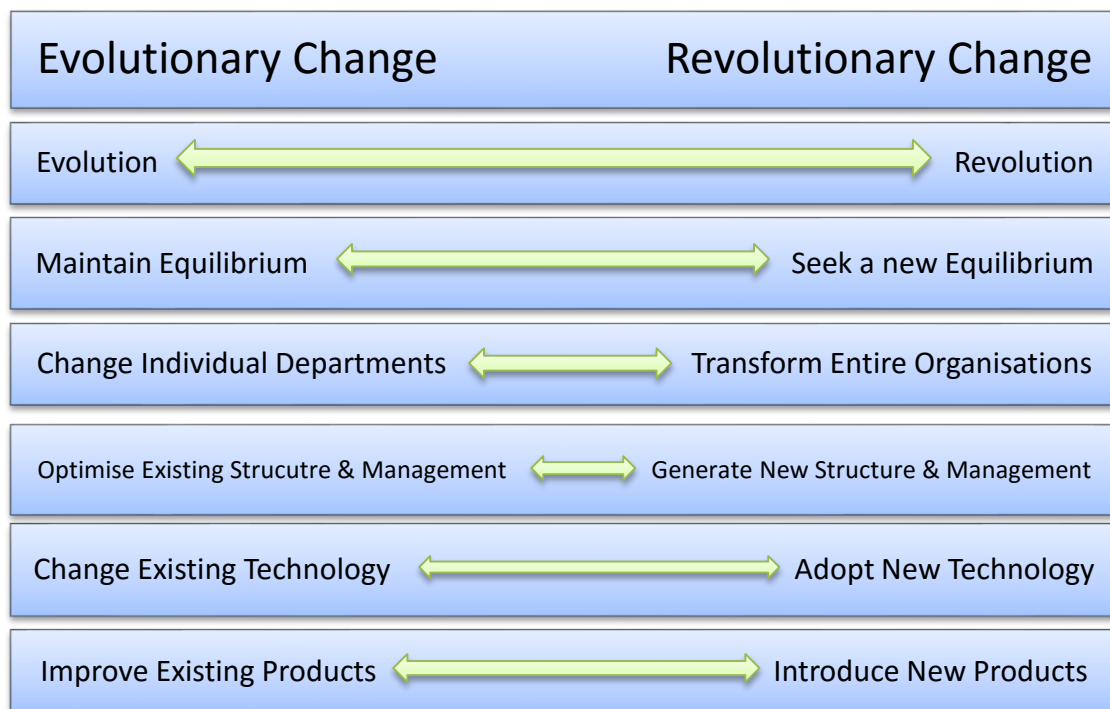 Evolutionary Change Revolutionary Change
Evolution Revolution
Maintain Equilibrium Seek a new Equilibrium
Change Individual Departments Transform Entire Organisations
Optimise Existing Strucutre & Management Generate New Structure & Management
Change Existing Technology Adopt New Technology
Improve Existing Products Introduce New Products